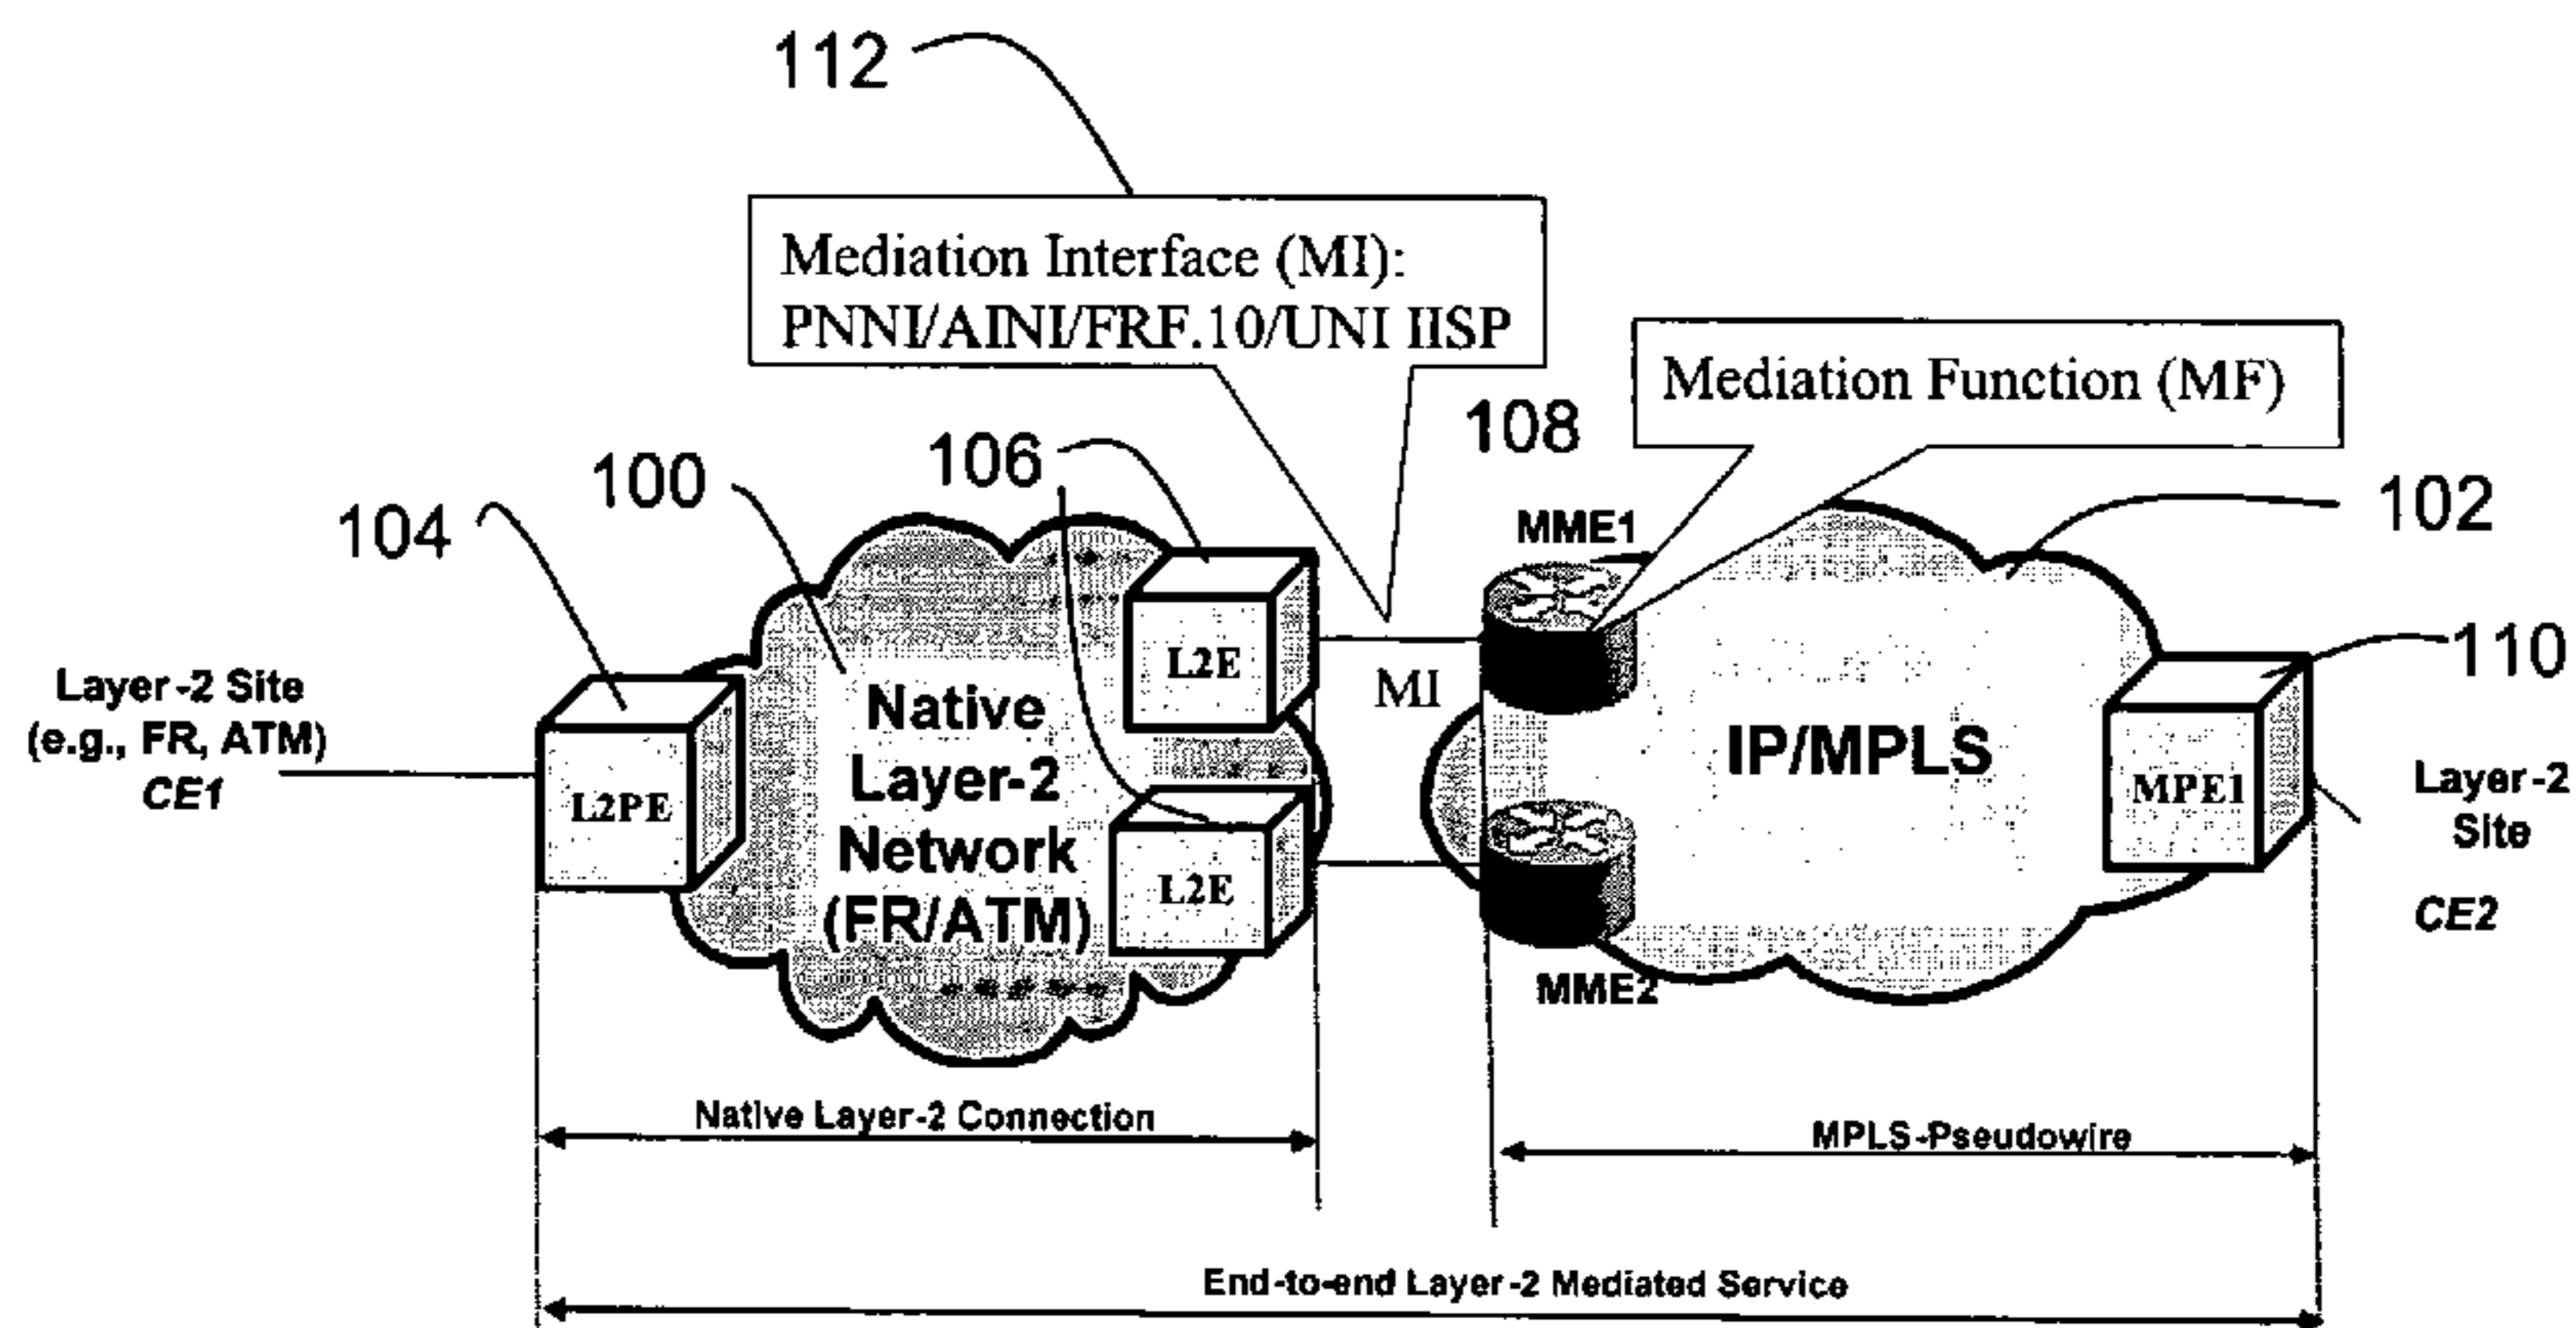 112
Mediation Interface (MI):
PNNI/AINI/FRF.10/UNI IISP
Mediation Function (MF)
108
106
100
104
102
MME1
110
L2E
MI
Layer-2 Site
(e.g., FR, ATM)
CE1
L2PE
Native
Layer-2
Network
(FR/ATM)
L2E
IP/MPLS
MPE1
Layer-2
Site
CE2
MME2
Native Layer-2 Connection
MPLS-Pseudowire
End-to-end Layer-2 Mediated Service